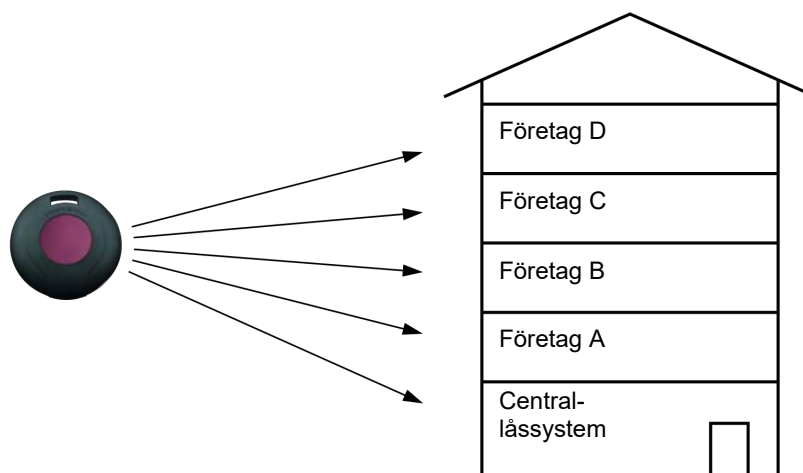 Företag D
Företag C
Företag B
Företag A
Central-
låssystem